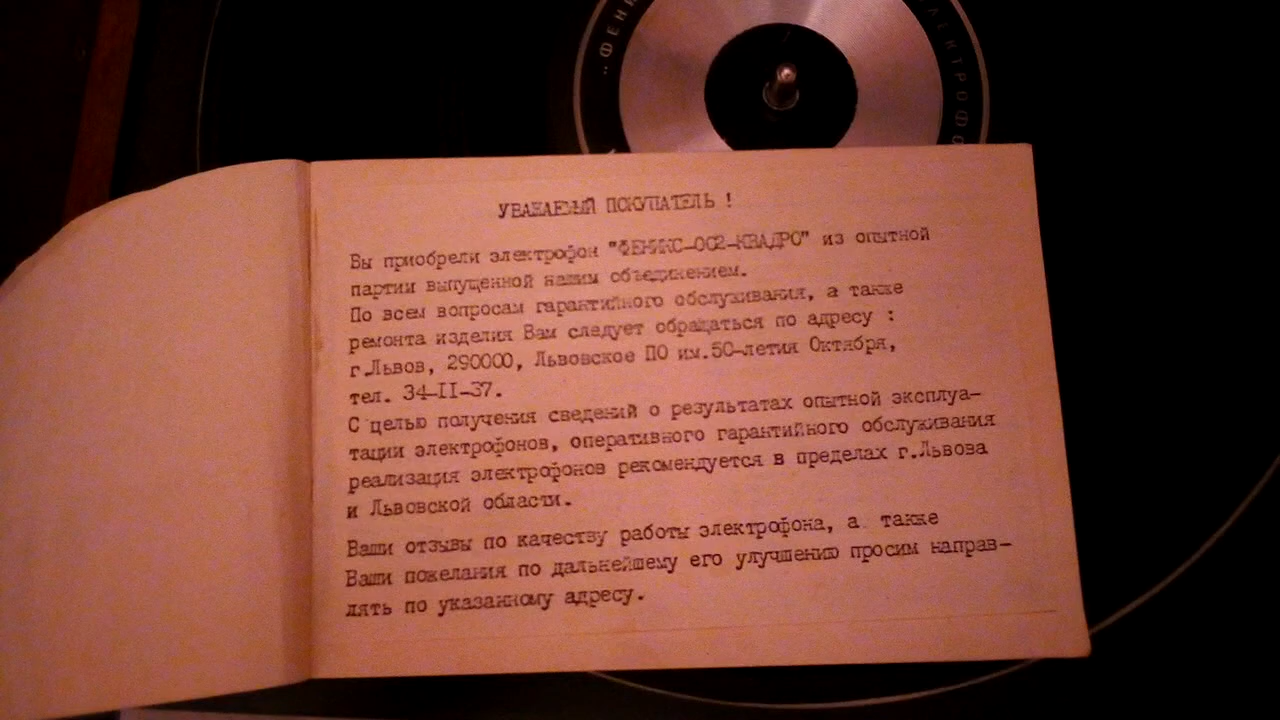 „ФЕНИ
ЭЛЕКТРОФО
УВАЖАЕМЫЙ ПОКУПАТЕЛЬ !
Вы приобрели электрофон "ФЕНИКС-002-КВАДРО" из опытной
партии выпущенной нашим объединением.
По всем вопросам гарантийного обслуживания, а также
ремонта изделия Вам следует обращаться по адресу :
г.Львов, 290000, Львовское ПО им.50-летия Октября,
тел. 34-II-37.
С целью получения сведений о результатах опытной эксплуа-
тации электрофонов, оперативного гарантийного обслуживания
реализация электрофонов рекомендуется в пределах г.Львова
и Львовской области.
Ваши отзывы по качеству работы электрофона, а также
Ваши пожелания по дальнейшему его улучшению просим направ-
лять по указанному адресу.